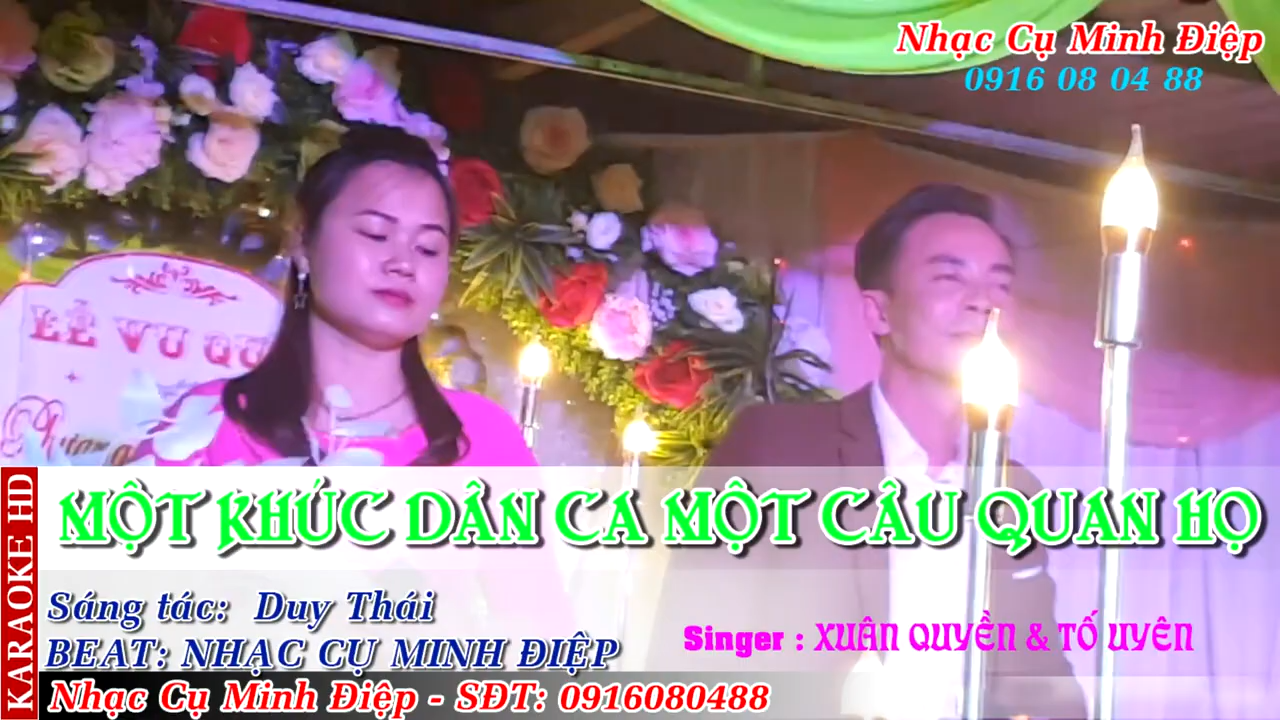 Nhạc Cụ Minh Điệp
0916 08 04 88
LỄ VU QU
KARAOKE HD
MỘT KHÚC DÂN CA MỘT CÂU QUAN HỌ
Sáng tác: Duy Thái
BEAT: NHẠC CỤ MINH ĐIỆP
Singer : XUÂN QUYỀN & TỐ UYÊN
Nhạc Cụ Minh Điệp - SĐT: 0916080488